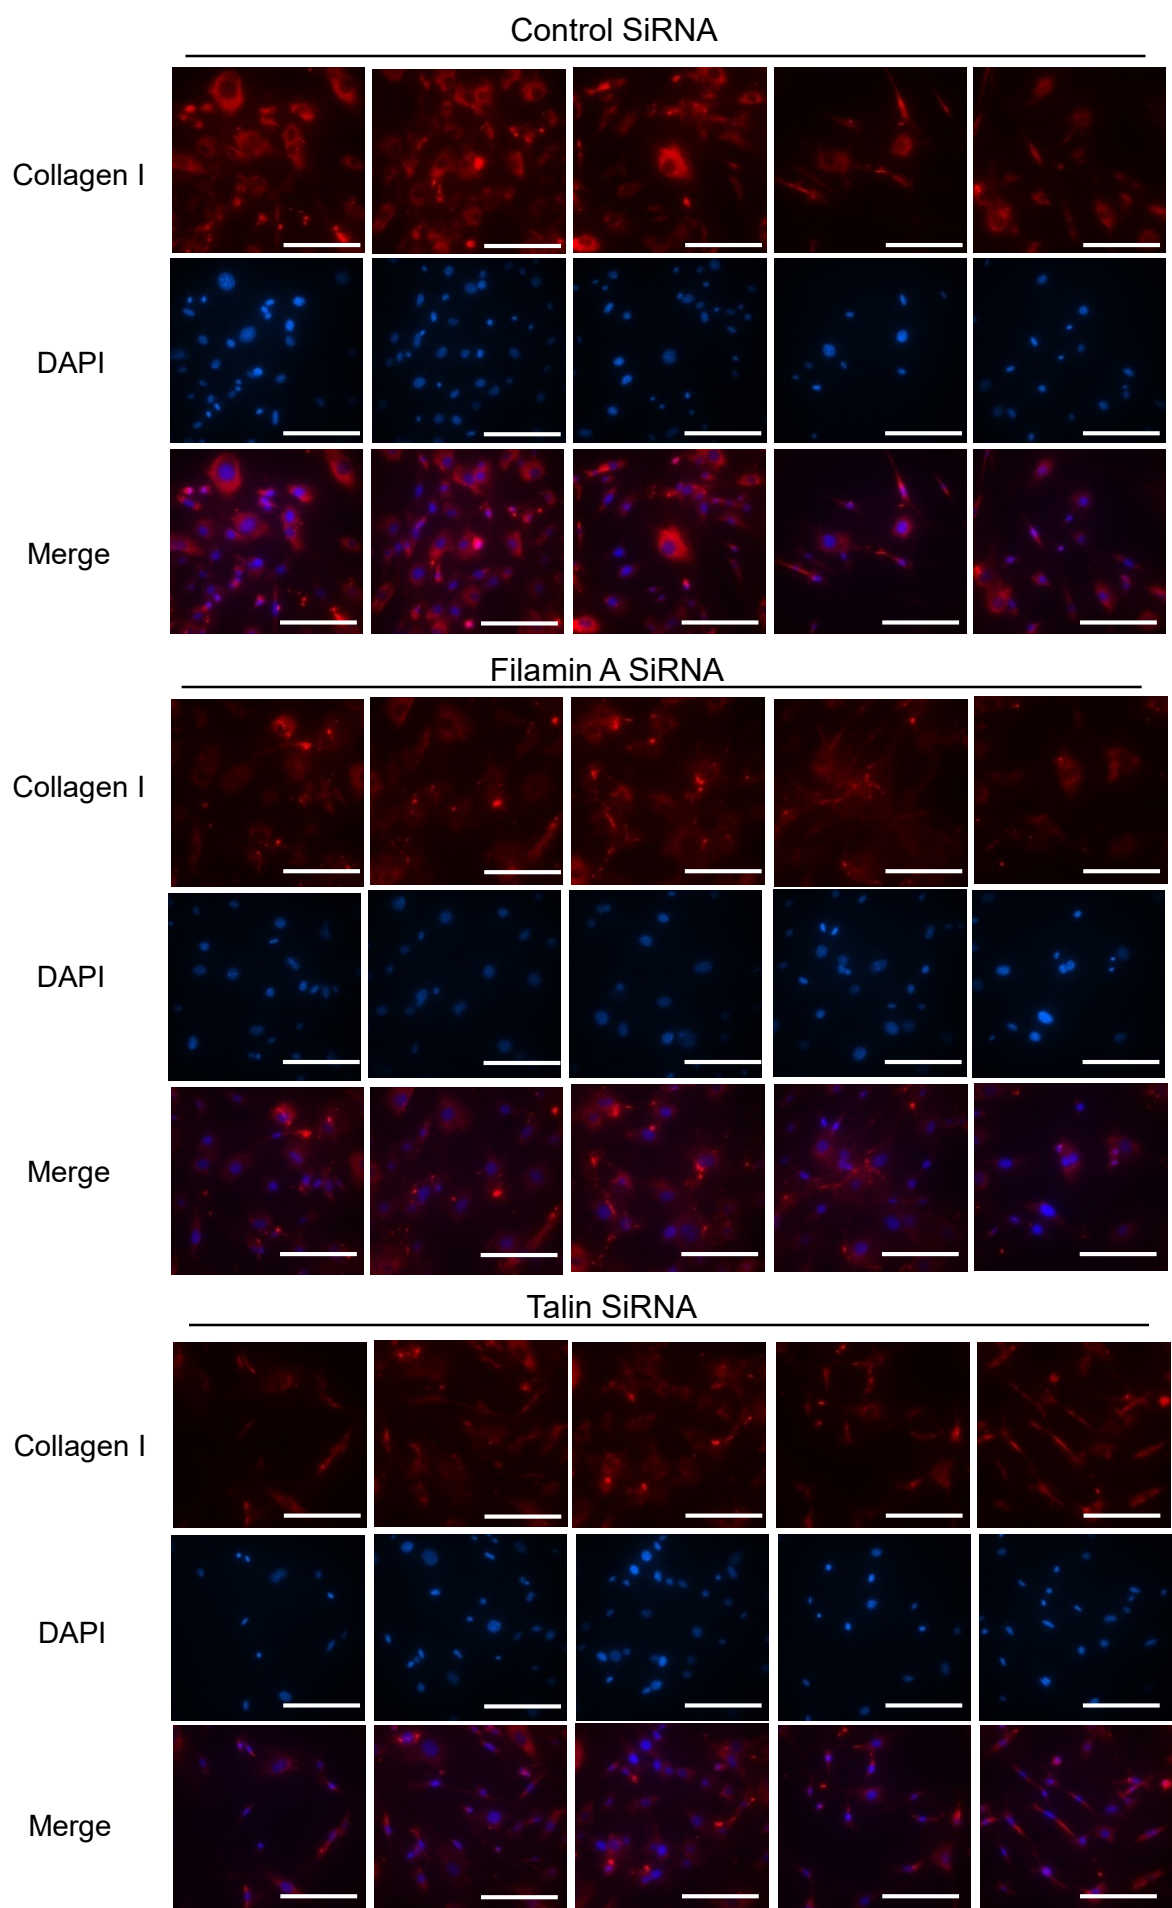 Control SiRNA
Collagen I
DAPI
Merge
Filamin A SiRNA
Collagen I
DAPI
Merge
Talin SiRNA
Collagen I
DAPI
Merge